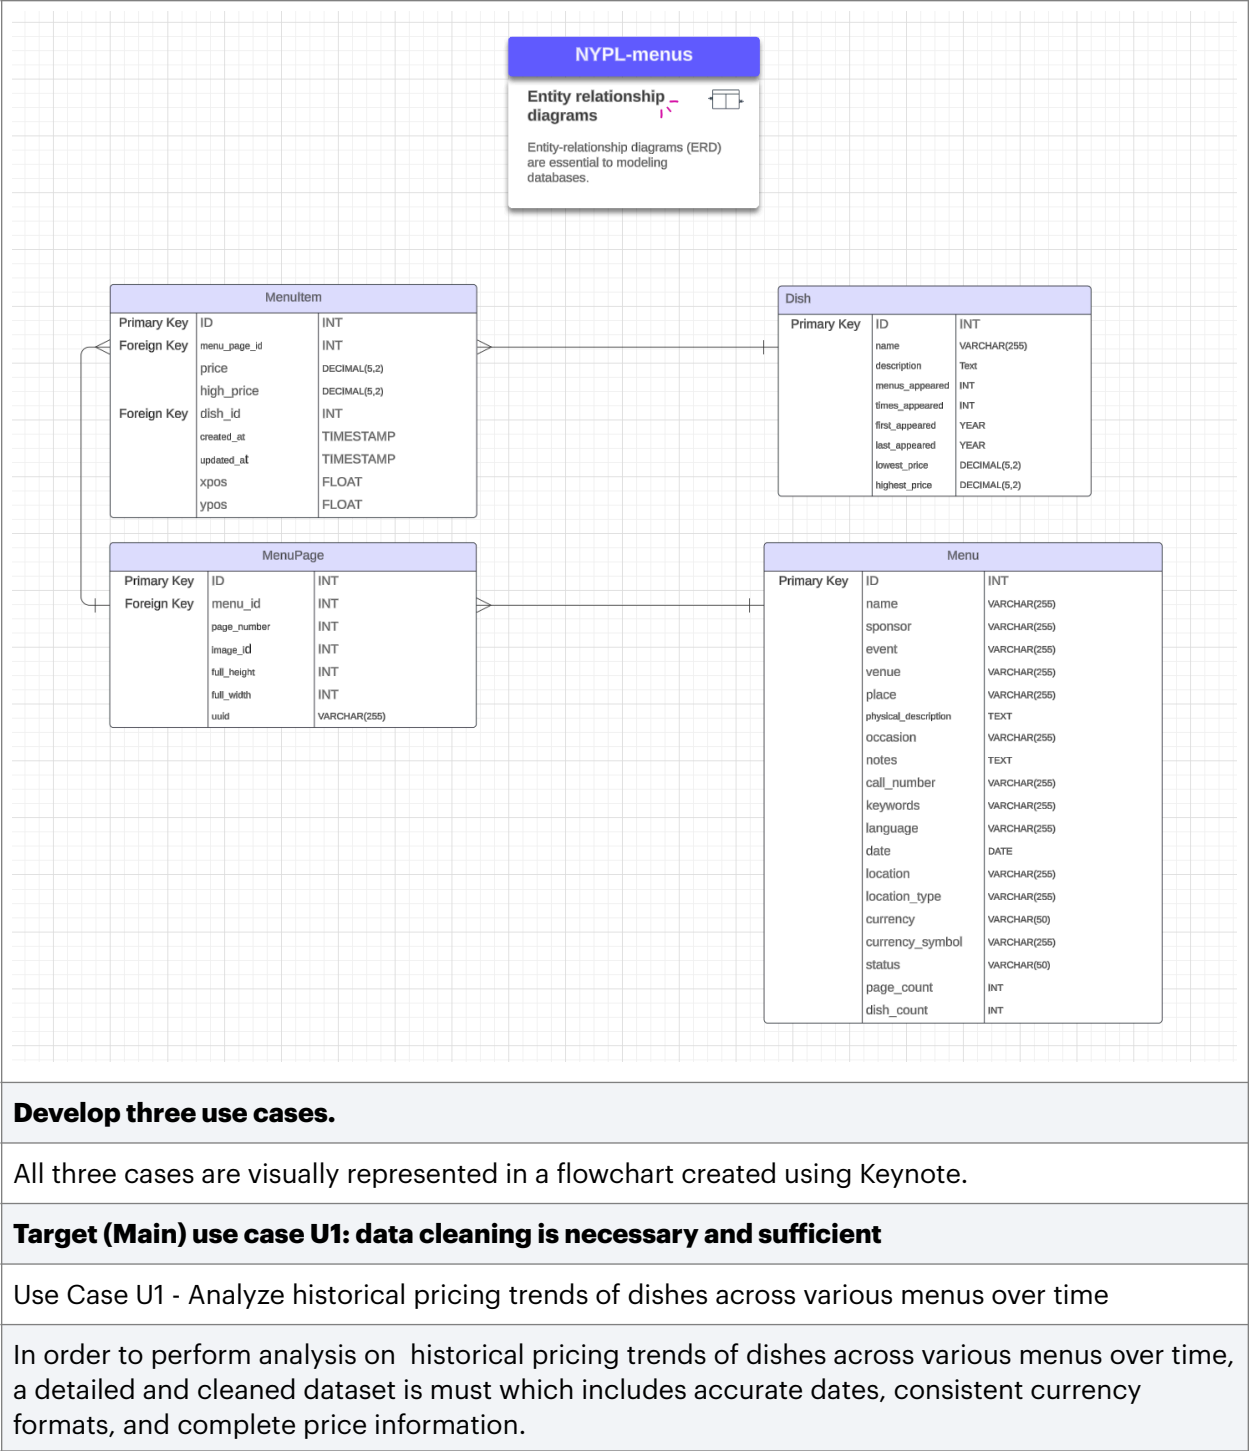 NYPL-menus
Entity relationship
diagrams
Entity-relationship diagrams (ERD)
are essential to modeling
databases.
MenuItem
Primary Key ID INT
Foreign Key menu_page_id INT
price DECIMAL(5,2)
high_price DECIMAL(5,2)
Foreign Key dish_id INT
created_at TIMESTAMP
updated_at TIMESTAMP
xpos FLOAT
ypos FLOAT
Dish
Primary Key ID INT
name VARCHAR(255)
description Text
menus_appeared INT
times_appeared INT
first_appeared YEAR
last_appeared YEAR
lowest_price DECIMAL(5,2)
highest_price DECIMAL(5,2)
MenuPage
Primary Key ID INT
Foreign Key menu_id INT
page_number INT
image_id INT
full_height INT
full_width INT
uuid VARCHAR(255)
Menu
Primary Key ID INT
name VARCHAR(255)
sponsor VARCHAR(255)
event VARCHAR(255)
venue VARCHAR(255)
place VARCHAR(255)
physical_description TEXT
occasion VARCHAR(255)
notes TEXT
call_number VARCHAR(255)
keywords VARCHAR(255)
language VARCHAR(255)
date DATE
location VARCHAR(255)
location_type VARCHAR(255)
currency VARCHAR(50)
currency_symbol VARCHAR(255)
status VARCHAR(50)
page_count INT
dish_count INT
Develop three use cases.
All three cases are visually represented in a flowchart created using Keynote.
Target (Main) use case U1: data cleaning is necessary and sufficient
Use Case U1 - Analyze historical pricing trends of dishes across various menus over time
In order to perform analysis on  historical pricing trends of dishes across various menus over time,
a detailed and cleaned dataset is must which includes accurate dates, consistent currency
formats, and complete price information.